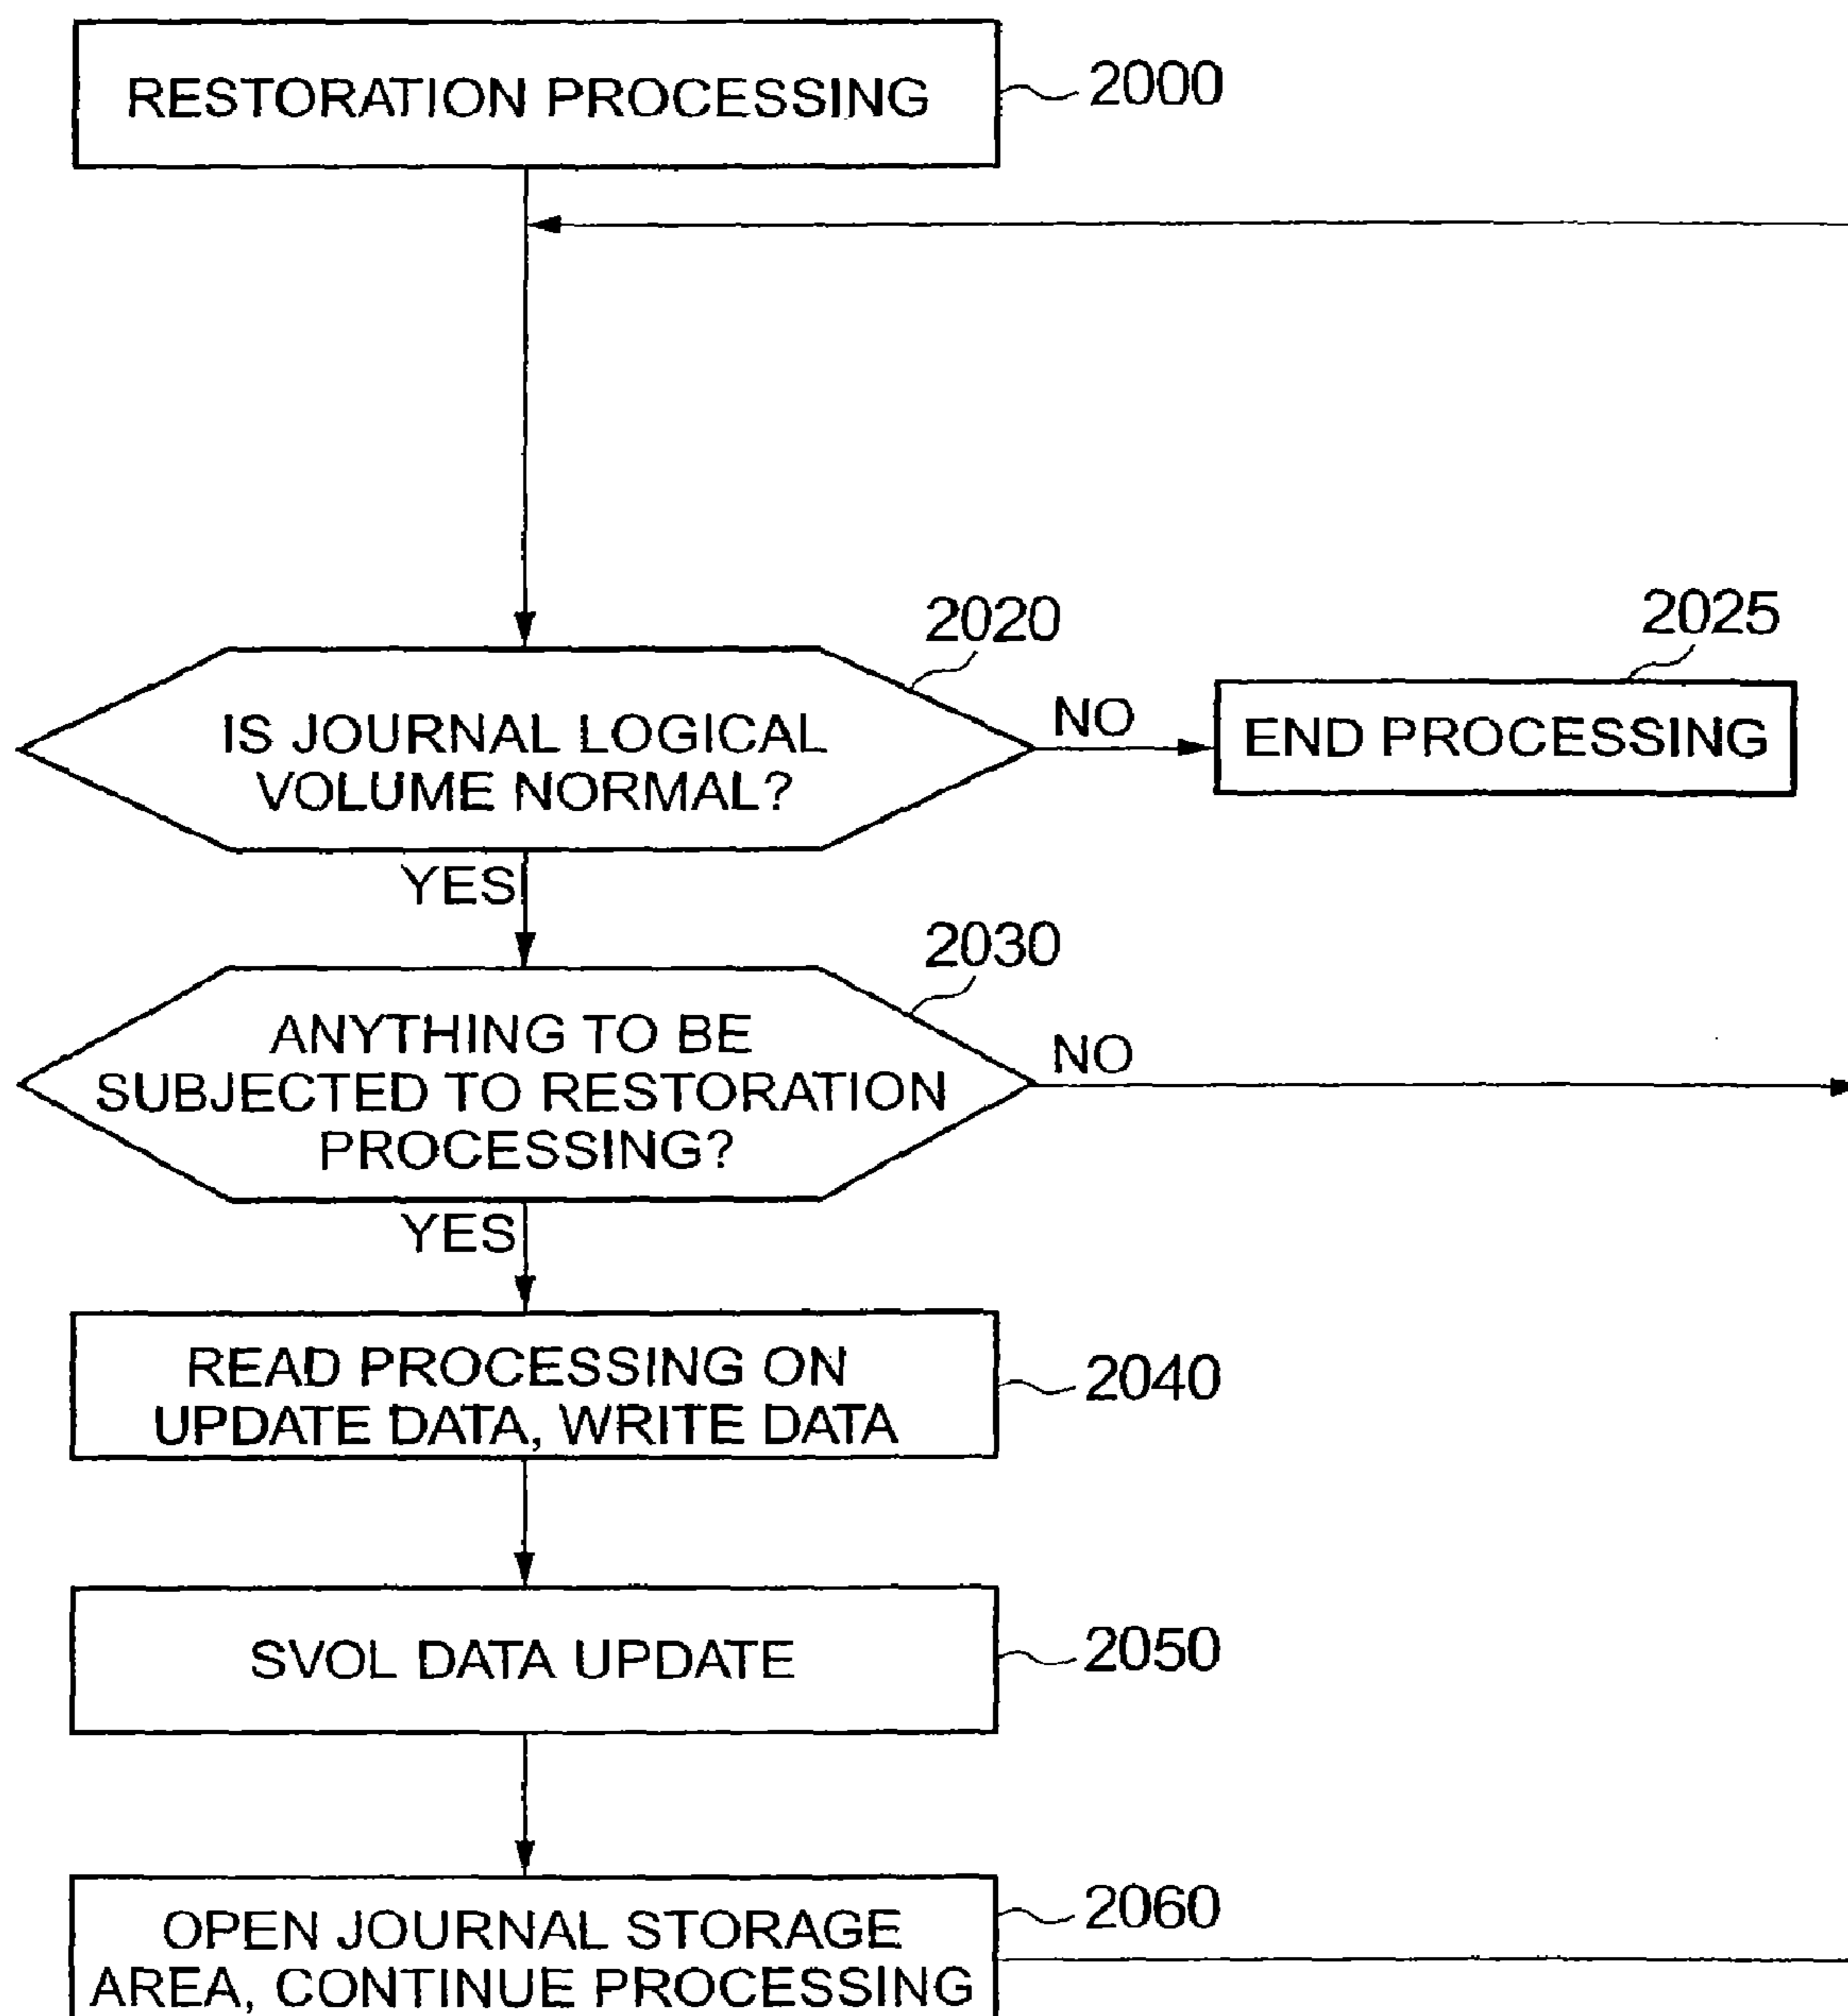 RESTORATION PROCESSING
2000
2020
IS JOURNAL LOGICAL
VOLUME NORMAL?
NO
2025
END PROCESSING
YES
2030
ANYTHING TO BE
SUBJECTED TO RESTORATION
PROCESSING?
NO
YES
READ PROCESSING ON
UPDATE DATA, WRITE DATA
2040
SVOL DATA UPDATE
2050
OPEN JOURNAL STORAGE
AREA, CONTINUE PROCESSING
2060